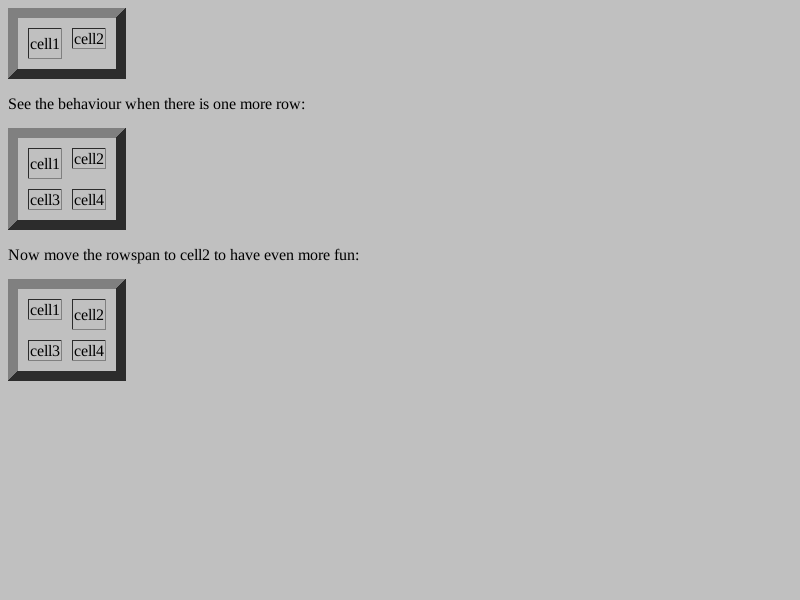 cell1 cell2
See the behaviour when there is one more row:
cell1 cell2
cell3 cell4
Now move the rowspan to cell2 to have even more fun:
cell1 cell2
cell3 cell4